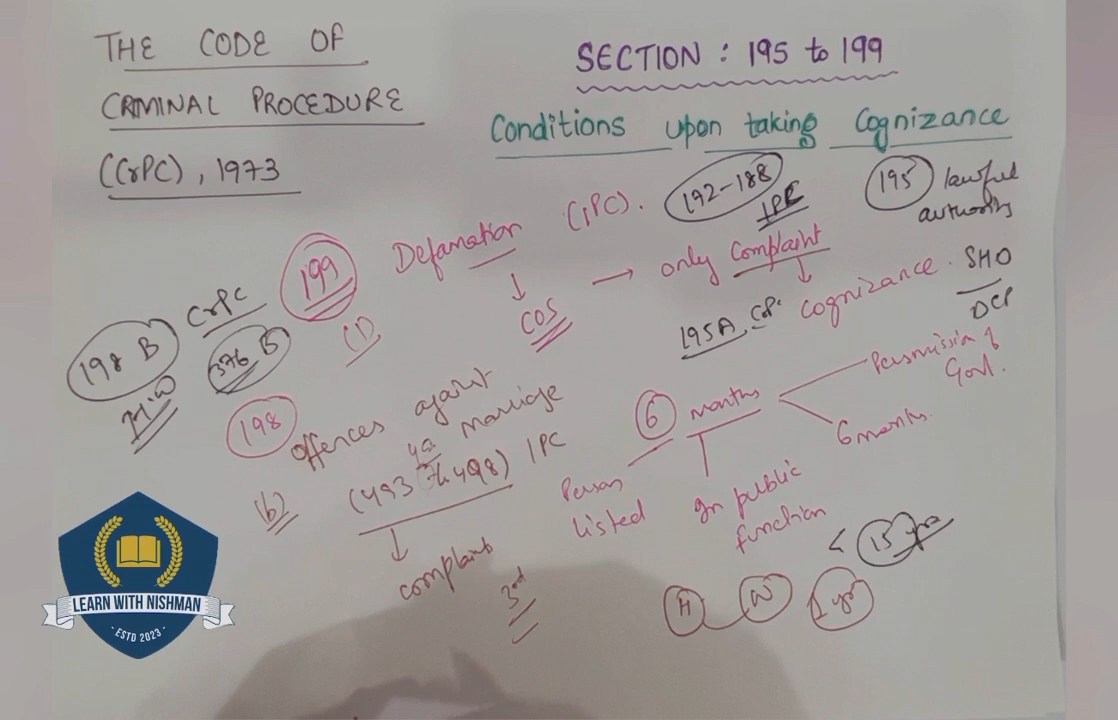 THE CODE OF
CRMINAL PROCEDURE
(CrPC), 1973
SECTION : 195 to 199
Conditions upon taking Cognizance
192-188
IPC
195 lawful
authority
199 Defamation (IPC).
(1)
COS
only Complaint
Cognizance.
SHO
DCP
195A CrPC
198 B CrPC
376 B
H.W
198 offences against
marriage
(b)
(493 to 498) IPC
complaint
3rd
6 months
Permission of
Govt.
6 months.
Person
listed
In public
function
< 15 yrs
H W 1 yr
LEARN WITH NISHMAN
- ESTD 2023 -